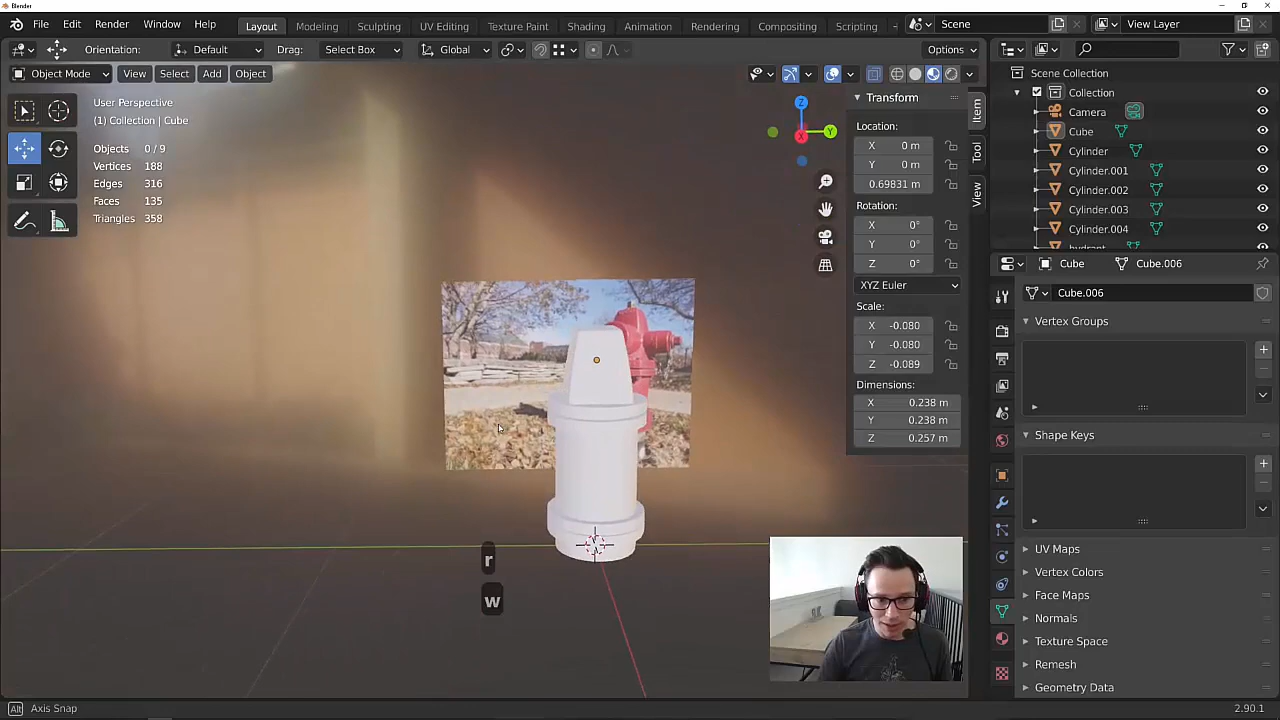 Blender
File Edit Render Window Help Layout Modeling Sculpting UV Editing Texture Paint Shading Animation Rendering Compositing Scripting + Scene View Layer
Orientation: Default Drag: Select Box Global Options
Object Mode View Select Add Object
User Perspective
(1) Collection | Cube
Objects 0 / 9
Vertices 188
Edges 316
Faces 135
Triangles 358
Z
Y
X
Transform
Location:
X 0 m
Y 0 m
0.69831 m
Rotation:
X 0°
Y 0°
Z 0°
XYZ Euler
Scale:
X -0.080
Y -0.080
Z -0.089
Dimensions:
X 0.238 m
Y 0.238 m
Z 0.257 m
Item
Tool
View
Scene Collection
Collection
Camera
Cube
Cylinder
Cylinder.001
Cylinder.002
Cylinder.003
Cylinder.004
hydrant
Cube Cube.006
Cube.006
Vertex Groups
Shape Keys
UV Maps
Vertex Colors
Face Maps
Normals
Texture Space
Remesh
Geometry Data
r
w
Alt Axis Snap 2.90.1